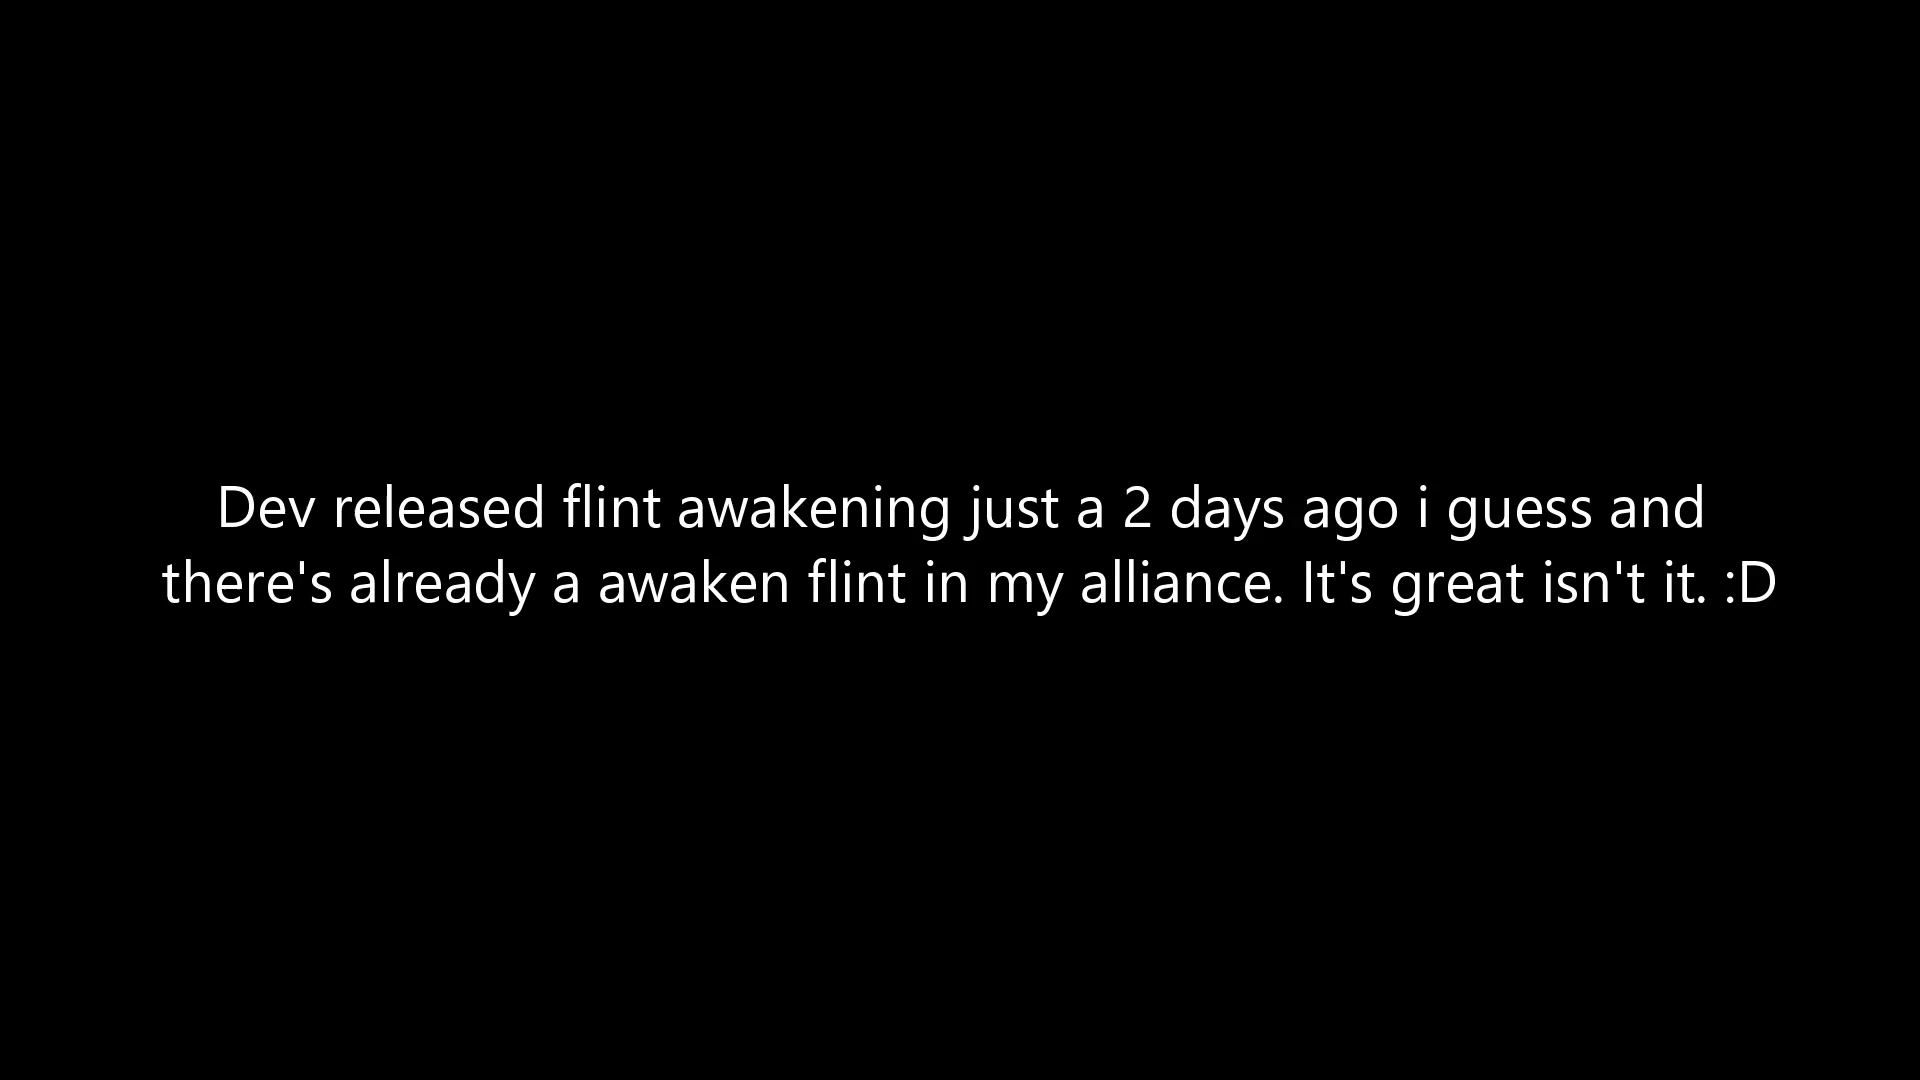 Dev released flint awakening just a 2 days ago i guess and
there's already a awaken flint in my alliance. It's great isn't it. :D